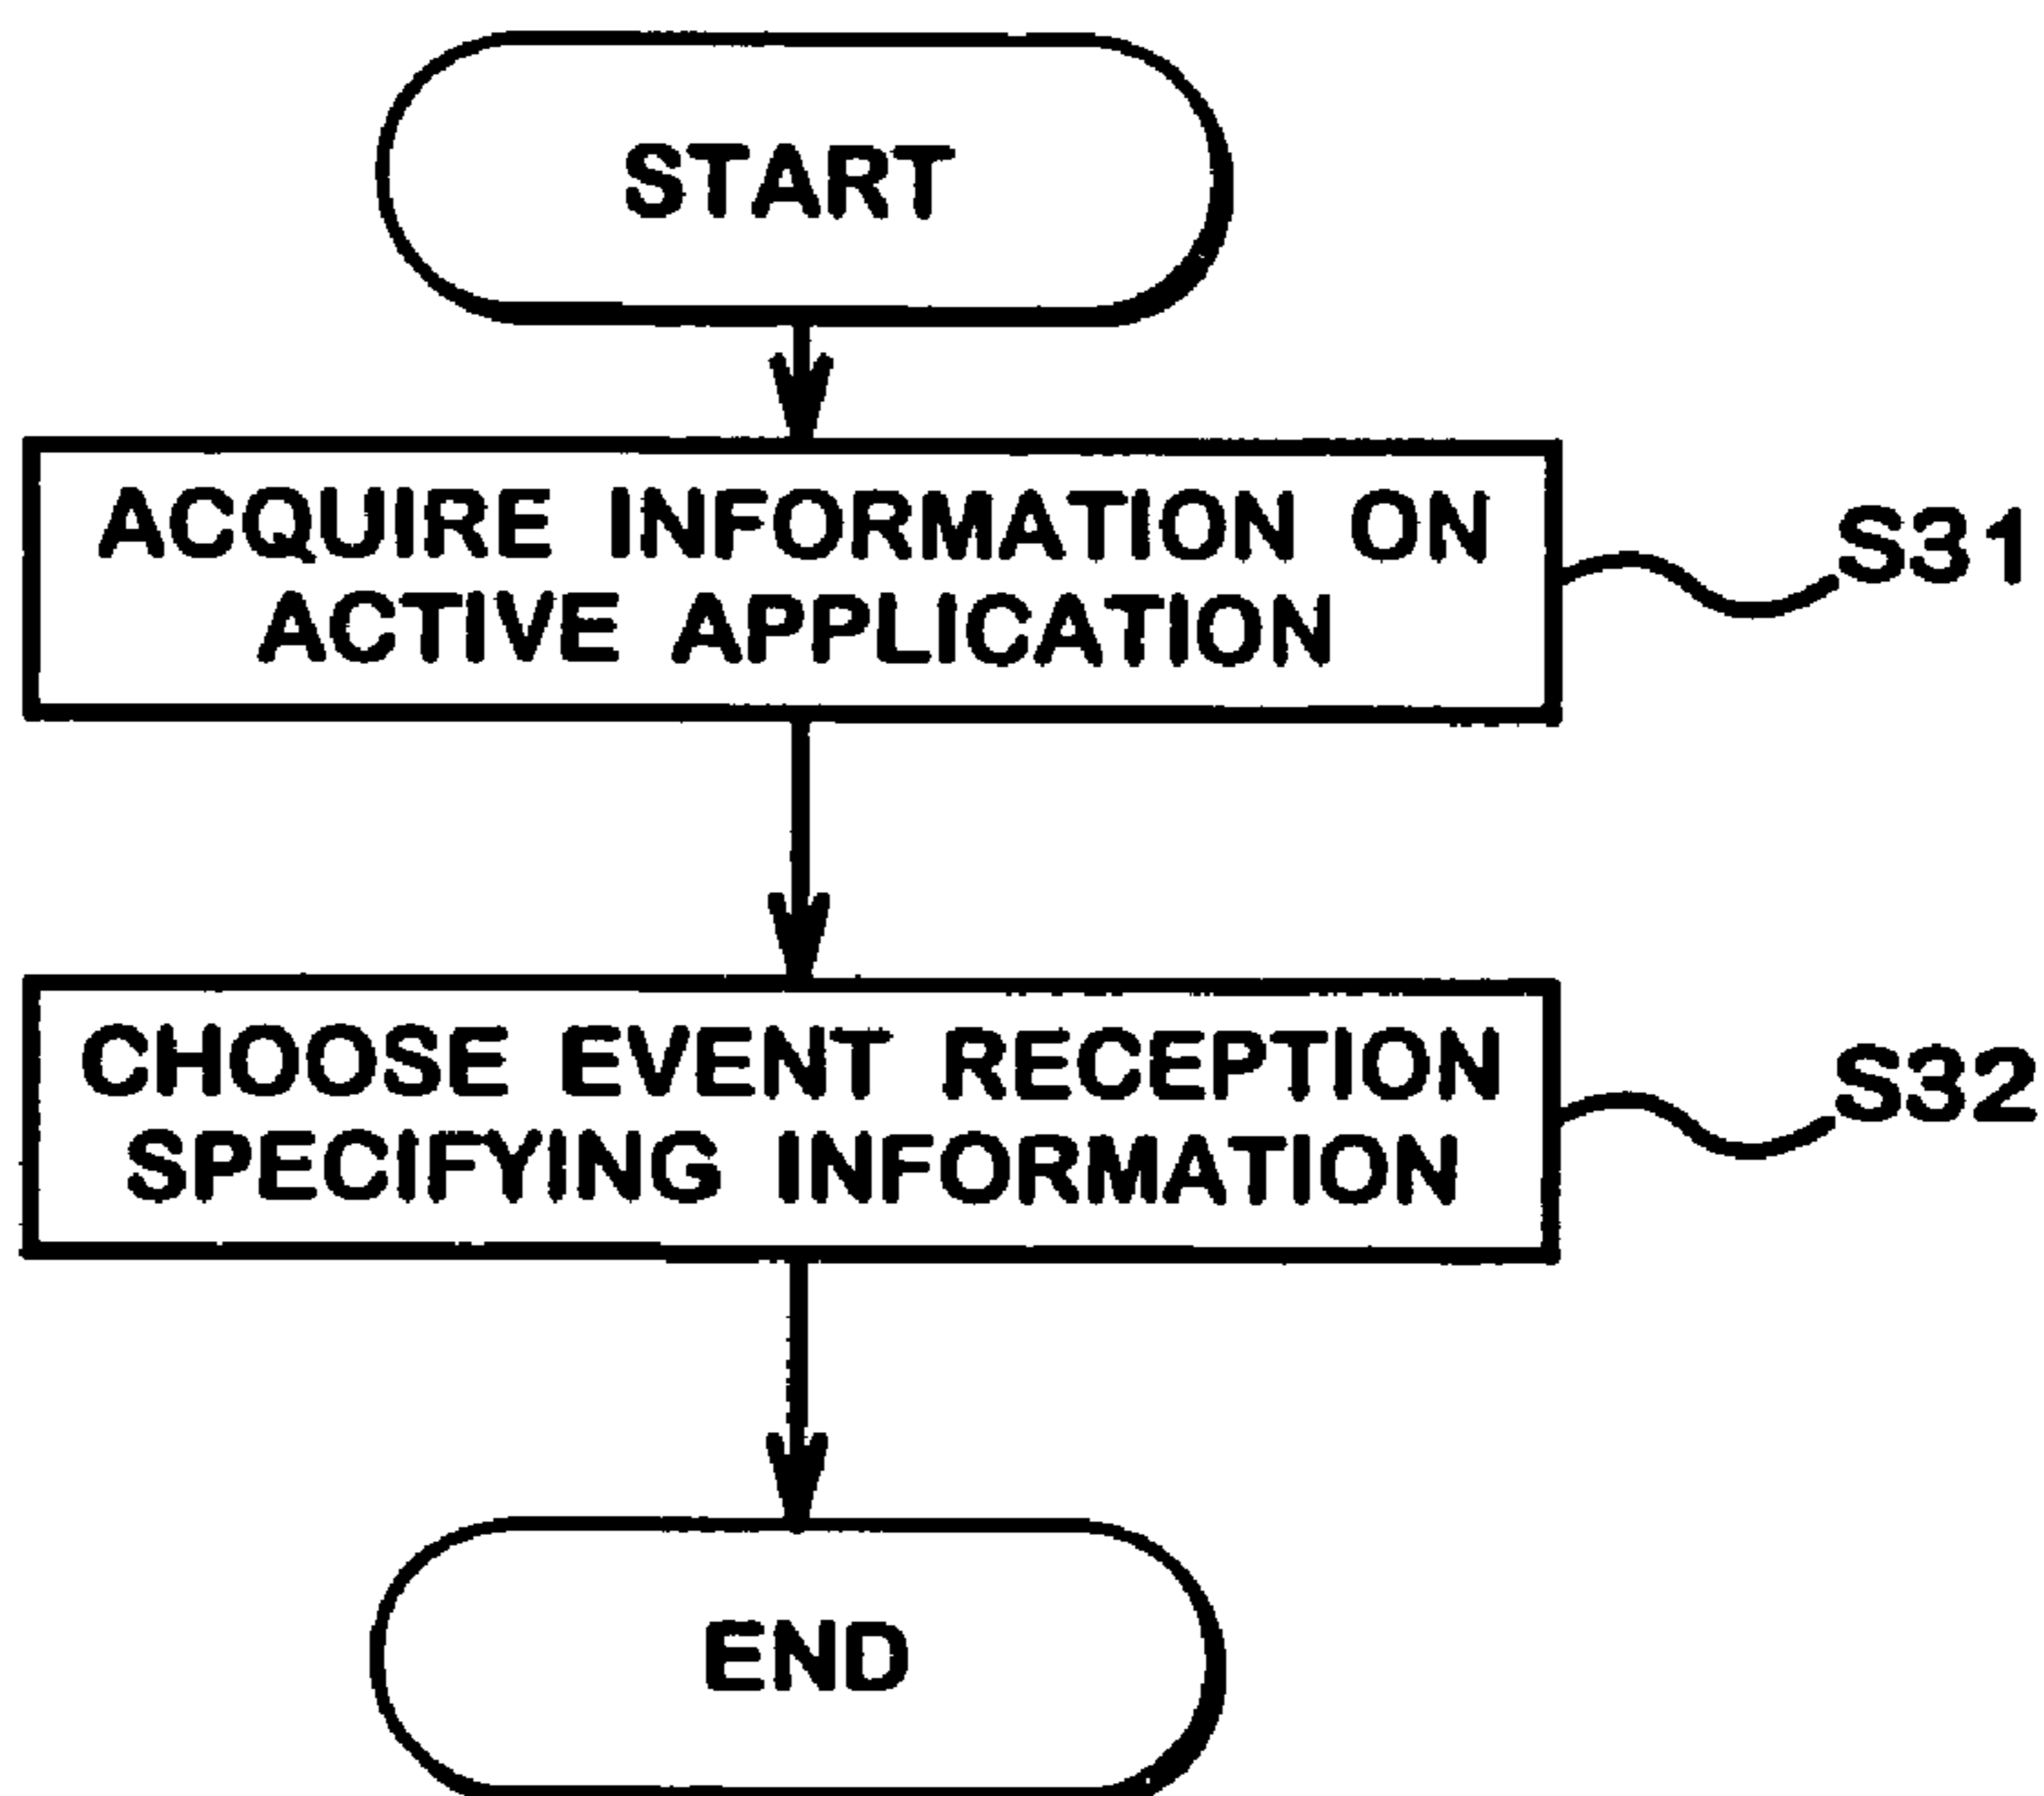 START
ACQUIRE INFORMATION ON
ACTIVE APPLICATION
S31
CHOOSE EVENT RECEPTION
SPECIFYING INFORMATION
S32
END